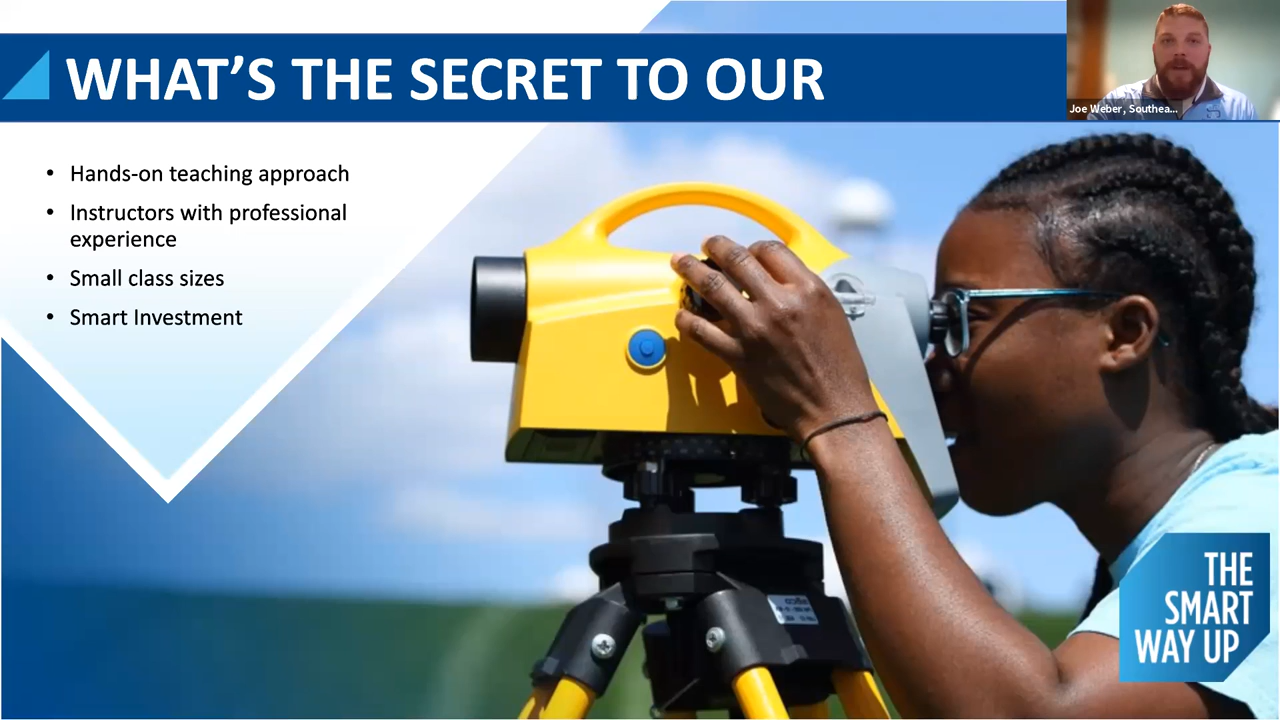 WHAT'S THE SECRET TO OUR
Joe Weber, Southea...
• Hands-on teaching approach
• Instructors with professional
experience
• Small class sizes
• Smart Investment
THE
SMART
WAY UP